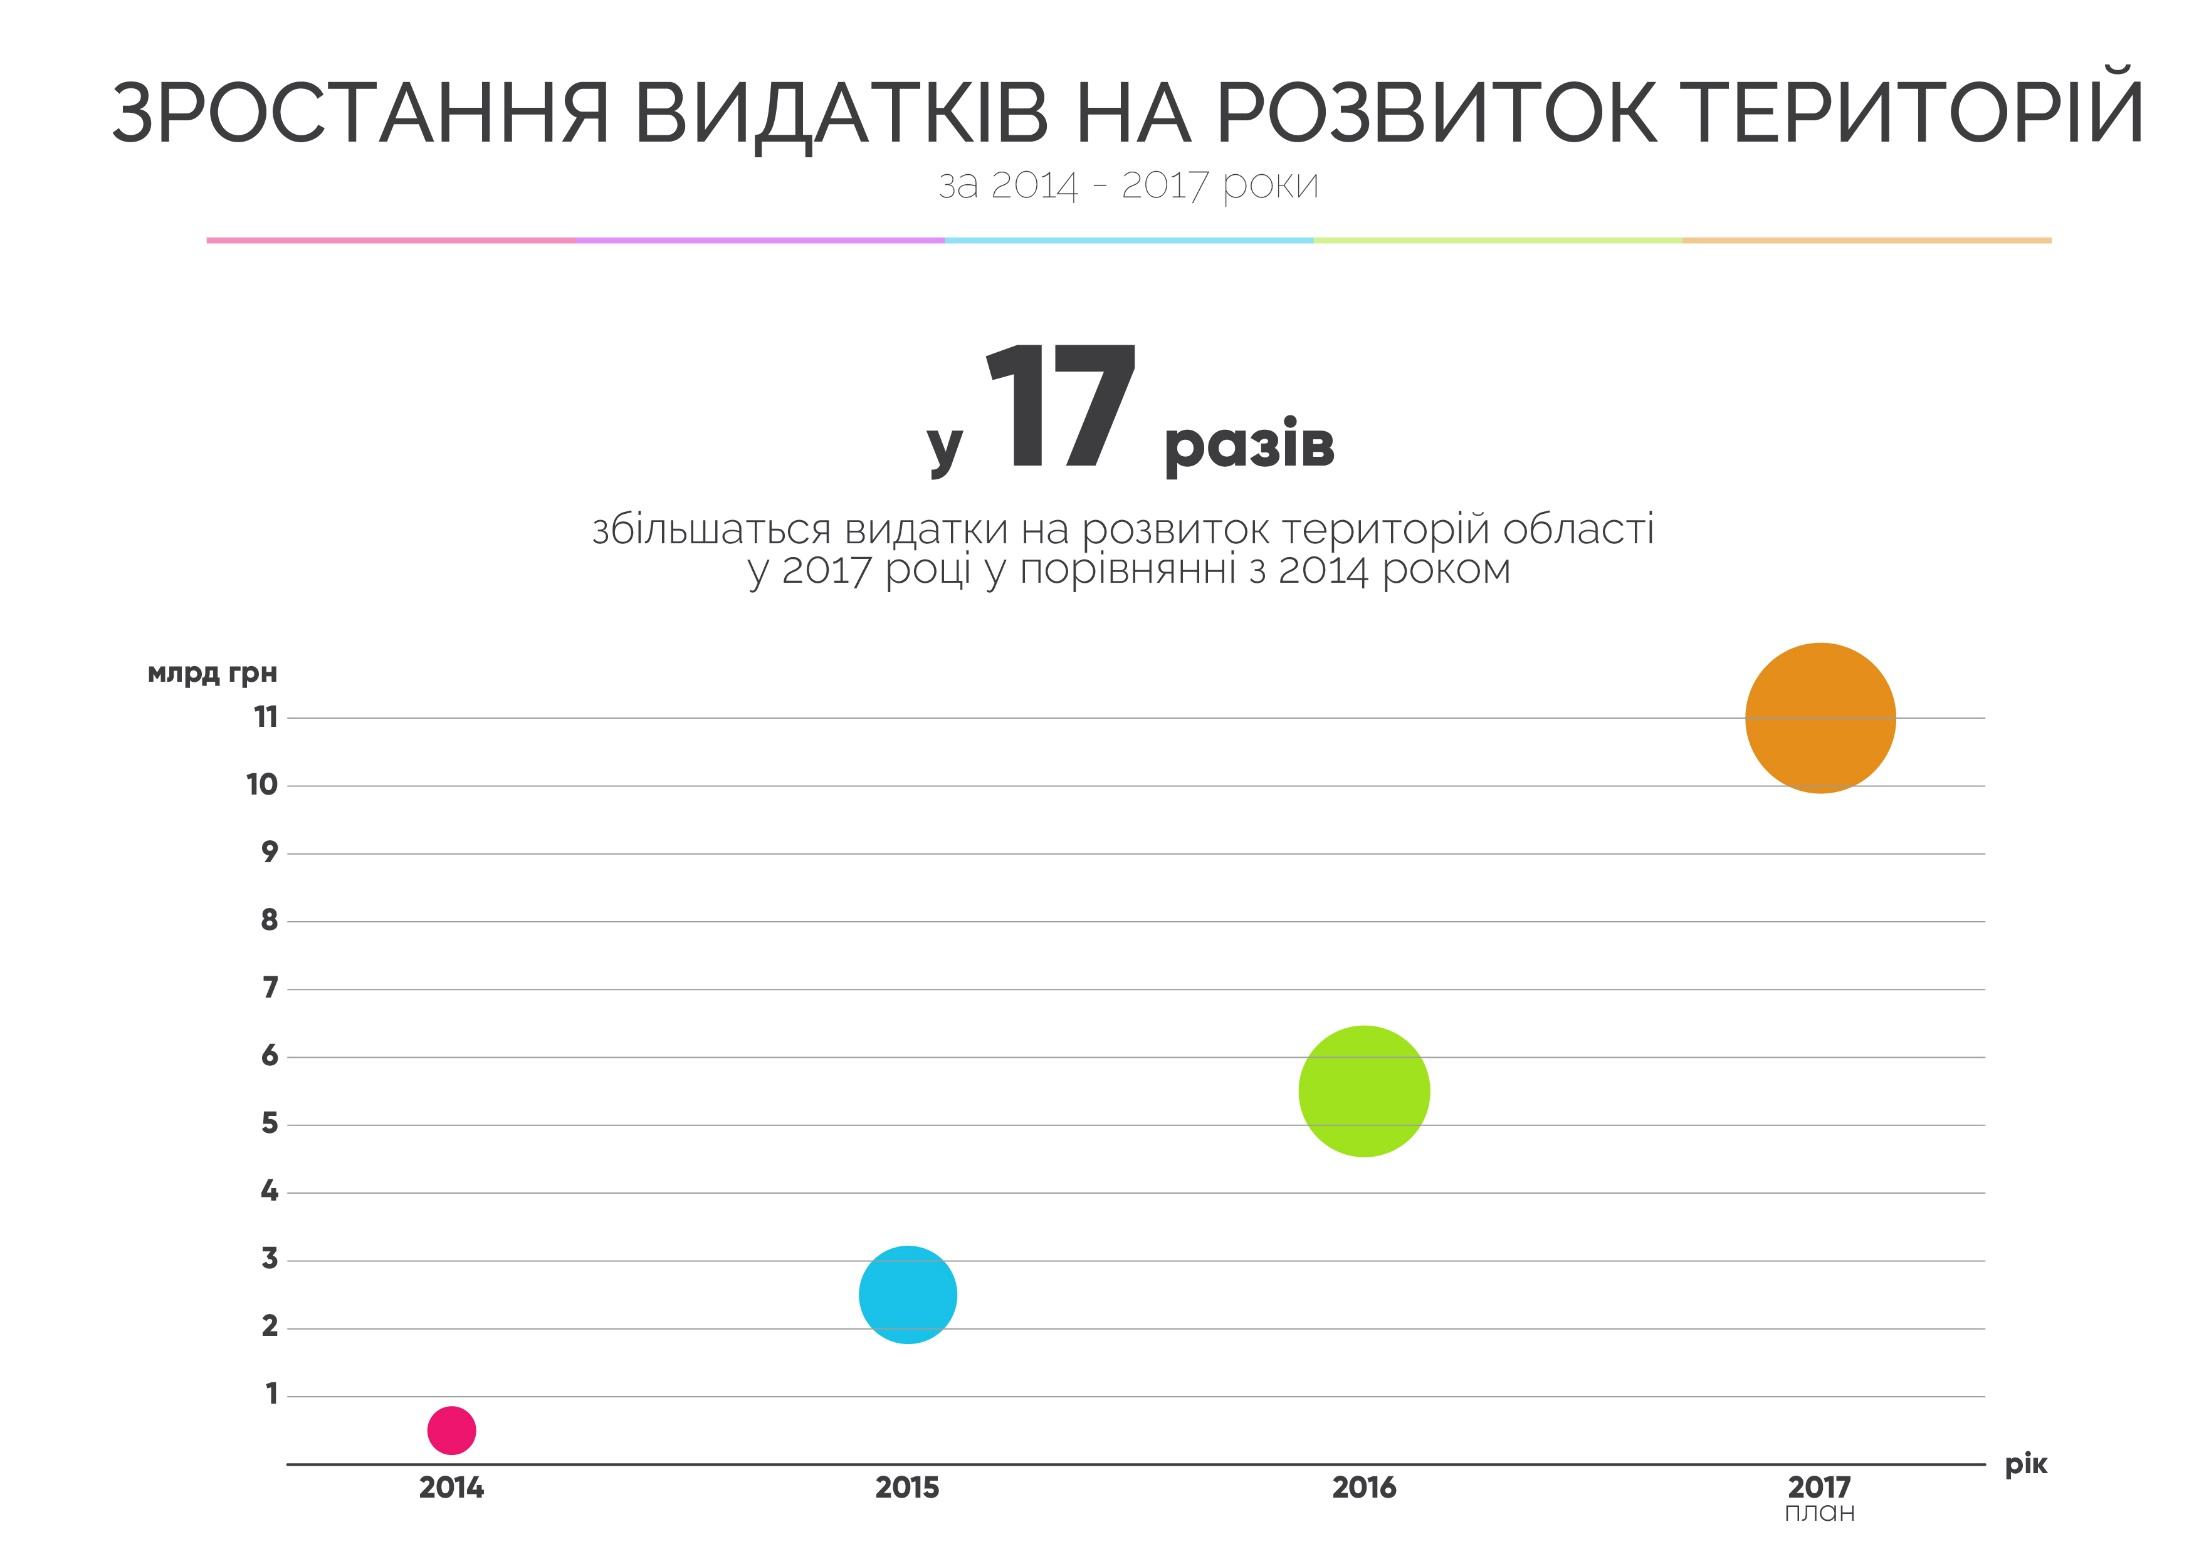 ЗРОСТАННЯ ВИДАТКІВ НА РОЗВИТОК ТЕРИТОРІЙ
за 2014 - 2017 роки
у 17 разів
збільшаться видатки на розвиток територій області
у 2017 році у порівнянні з 2014 роком
млрд грн
11
10
9
8
7
6
5
4
3
2
1
рік
2014 2015 2016 2017
план